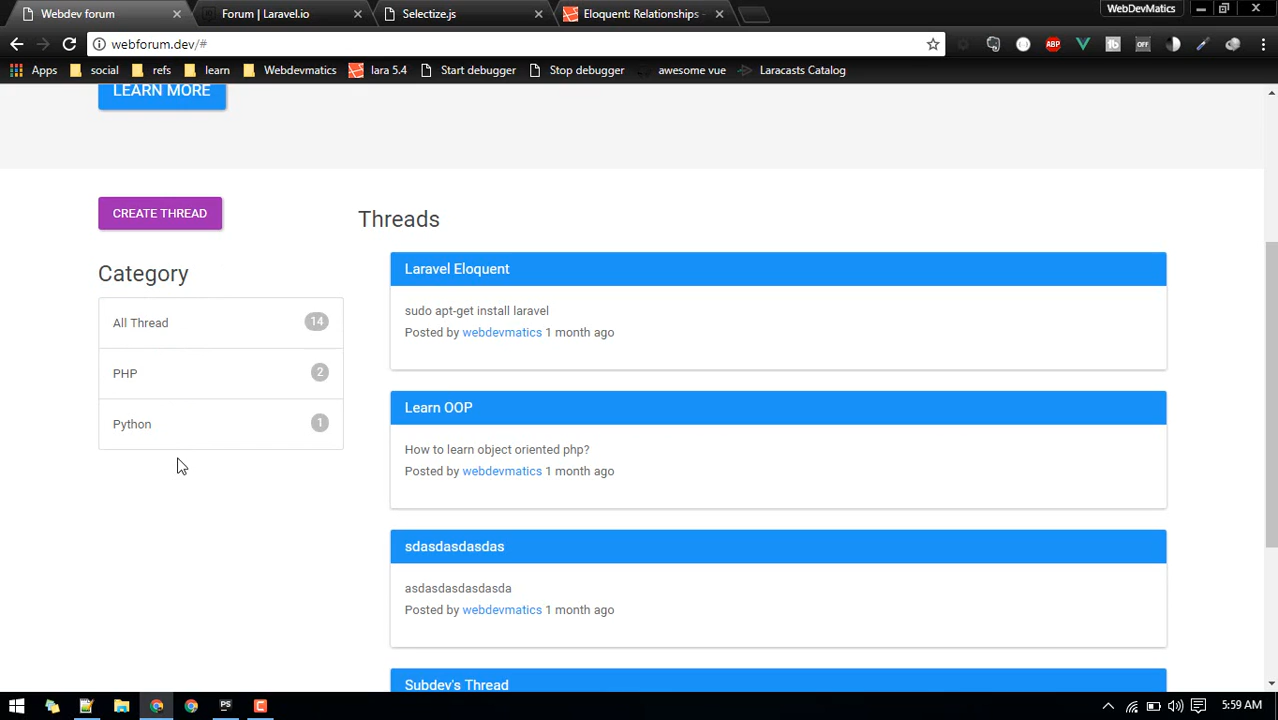 Webdev forum
Forum | Laravel.io
Selectize.js
Eloquent: Relationships -
WebDevMatics
webforum.dev/#
ABP
OFF
Apps
social
refs
learn
Webdevmatics
lara 5.4
Start debugger
Stop debugger
awesome vue
Laracasts Catalog
LEARN MORE
CREATE THREAD
Category
All Thread 14
PHP 2
Python 1
Threads
Laravel Eloquent
sudo apt-get install laravel
Posted by webdevmatics 1 month ago
Learn OOP
How to learn object oriented php?
Posted by webdevmatics 1 month ago
sdasdasdasdas
asdasdasdasdasda
Posted by webdevmatics 1 month ago
Subdev's Thread
PS
C
5:59 AM